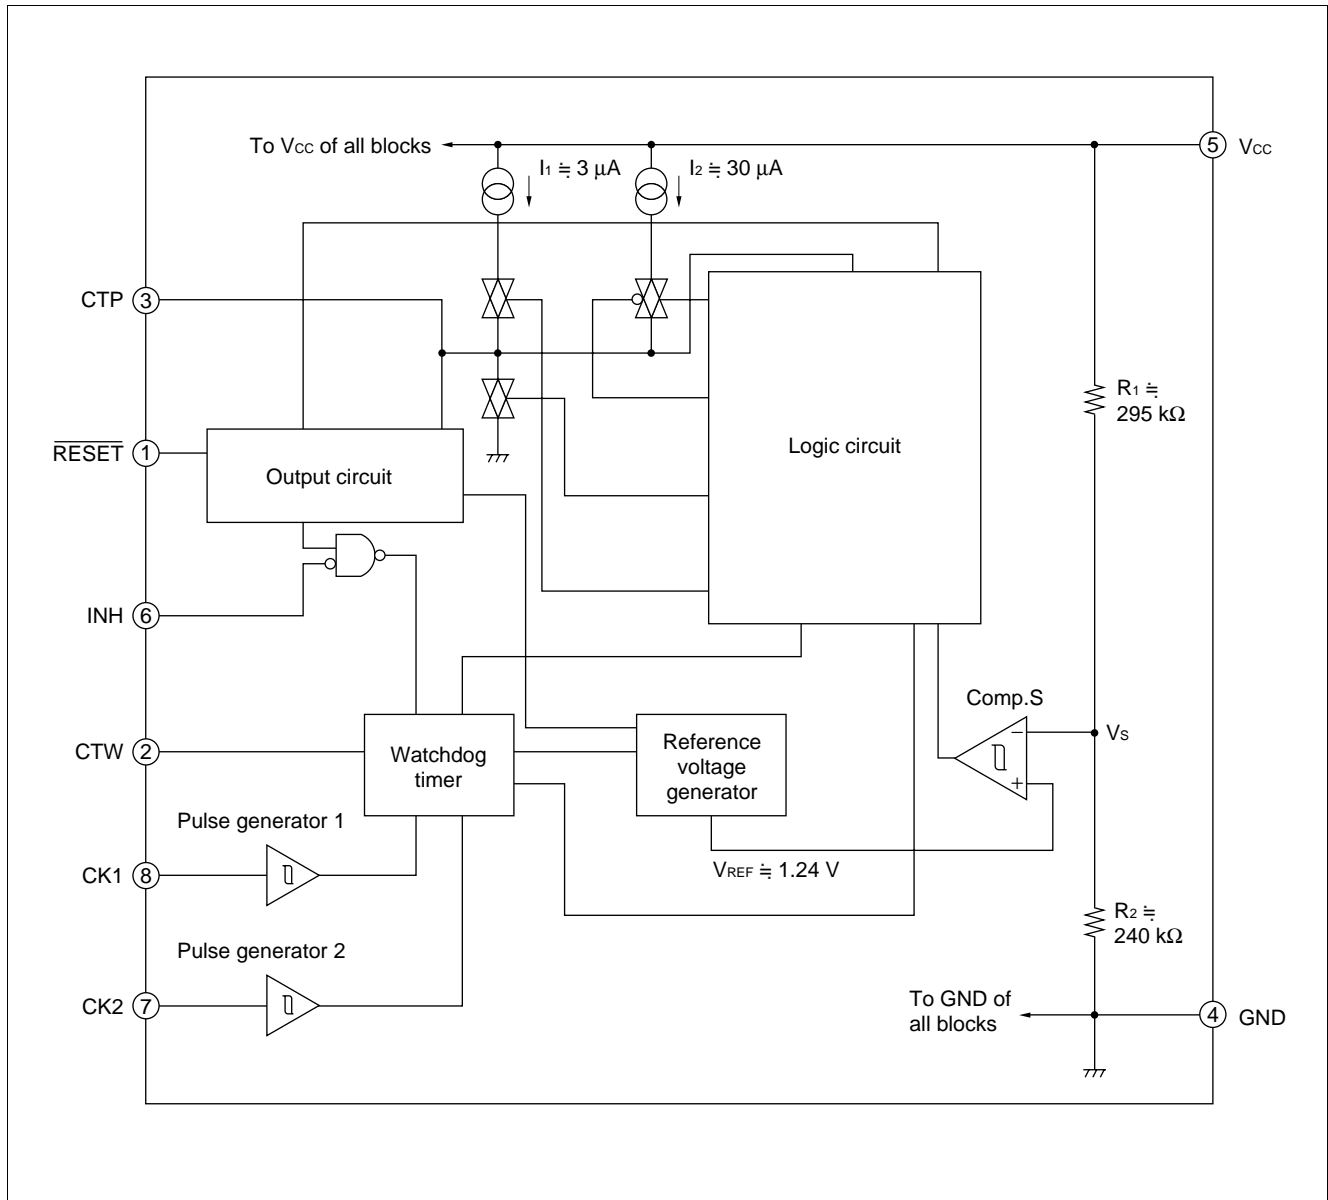 To VCC of all blocks
I1 ≒ 3 μA
I2 ≒ 30 μA
5
VCC
CTP
3
R1 ≒
295 kΩ
RESET
1
Output circuit
Logic circuit
INH
6
Comp.S
CTW
2
Watchdog
timer
Reference
voltage
generator
−
+
VS
Pulse generator 1
CK1
8
VREF ≒ 1.24 V
R2 ≒
240 kΩ
Pulse generator 2
CK2
7
To GND of
all blocks
4
GND